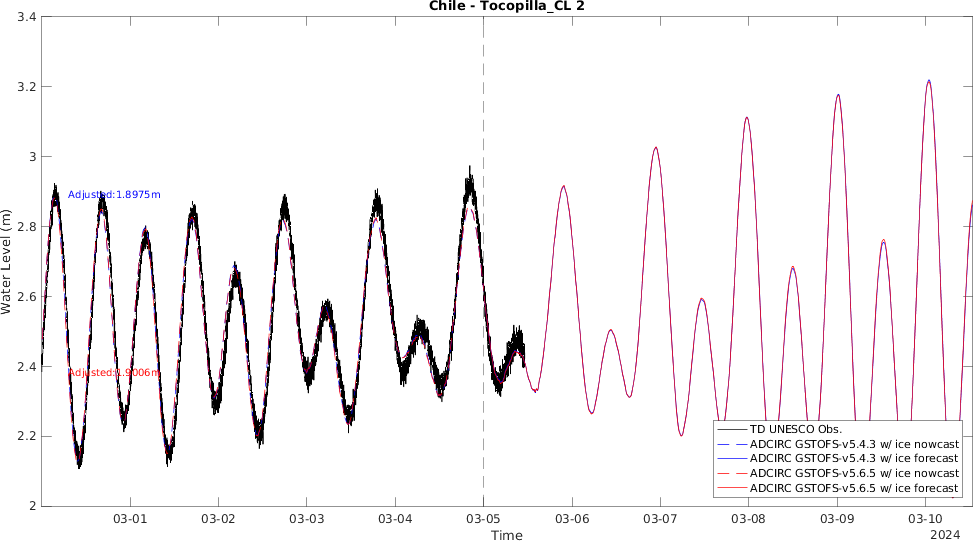 Chile - Tocopilla_CL 2
3.4
3.2
3
2.8
2.6
2.4
2.2
2
Water Level (m)
Adjusted:1.8975m
Adjusted:1.9006m
TD UNESCO Obs.
ADCIRC GSTOFS-v5.4.3 w/ ice nowcast
ADCIRC GSTOFS-v5.4.3 w/ ice forecast
ADCIRC GSTOFS-v5.6.5 w/ ice nowcast
ADCIRC GSTOFS-v5.6.5 w/ ice forecast
03-01 03-02 03-03 03-04 03-05 03-06 03-07 03-08 03-09 03-10
Time
2024